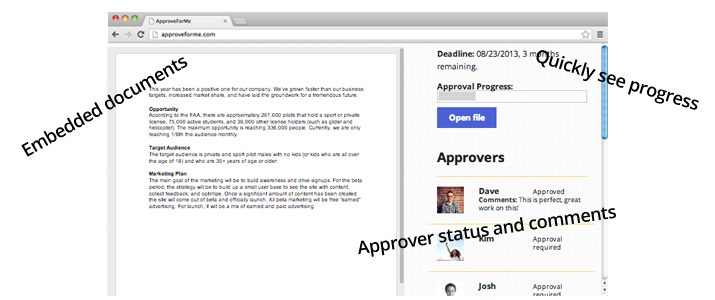 ApproveForMe
approveforme.com
Embedded documents
This year has been a positive one for our company. We've grown faster than our business
targets, increased market share, and have laid the groundwork for a tremendous future.
Opportunity
According to the FAA, there are approximately 261,000 pilots that hold a sport or private
license, 75,000 active students, and 36,000 other license holders (such as glider and
helicopter). The maximum opportunity is reaching 336,000 people. Currently, we are only
reaching 1/6th the audience monthly.
Target Audience
The target audience is private and sport pilot males with no kids (or kids who are all over
the age of 18) and who are 35+ years of age or older.
Marketing Plan
The main goal of the marketing will be to build awareness and drive signups. For the beta
period, the strategy will be to build up a small user base to see the site with content,
collect feedback, and optimize. Once a significant amount of content has been created
the site will come out of beta and officially launch. All beta marketing will be free "earned"
advertising. For launch, it will be a mix of earned and paid advertising.
Deadline: 08/23/2013, 3 months
remaining.
Quickly see progress
Approval Progress:
Open file
Approvers
Dave Approved
Comments: This is perfect, great
work on this!
Approver status and comments
Kim Approval
required
Josh Approval
required